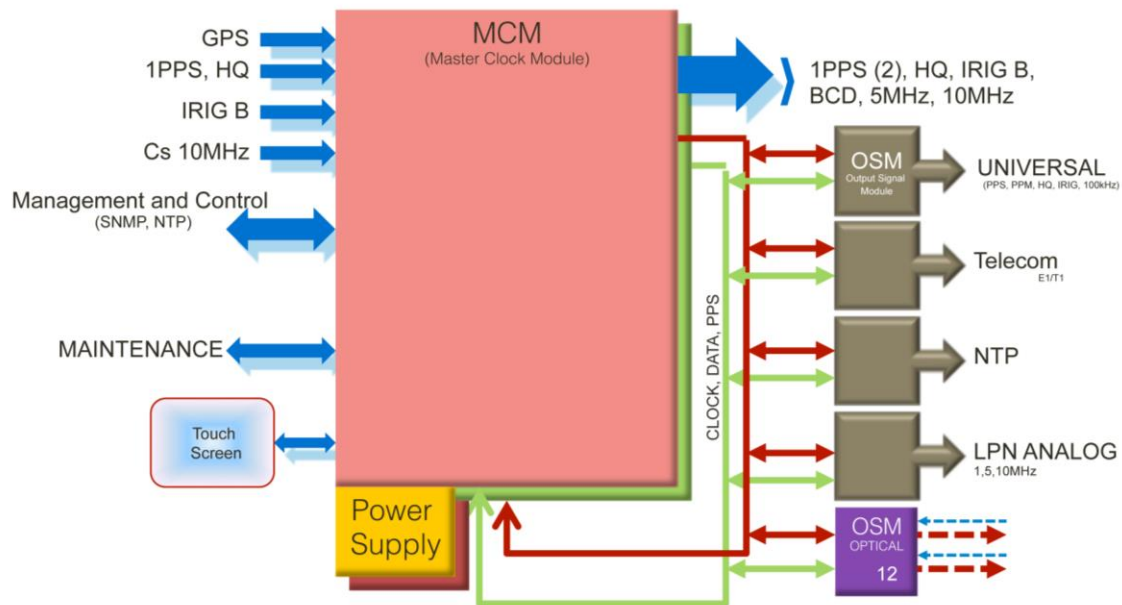 GPS
1PPS, HQ
IRIG B
Cs 10MHz
Management and Control
(SNMP, NTP)
MAINTENANCE
Touch
Screen
MCM
(Master Clock Module)
Power
Supply
1PPS (2), HQ, IRIG B,
BCD, 5MHz, 10MHz
CLOCK, DATA, PPS
OSM
Output Signal
Module
UNIVERSAL
(PPS, PPM, HQ, IRIG, 100kHz)
Telecom
E1/T1
NTP
LPN ANALOG
1,5,10MHz
OSM
OPTICAL
12